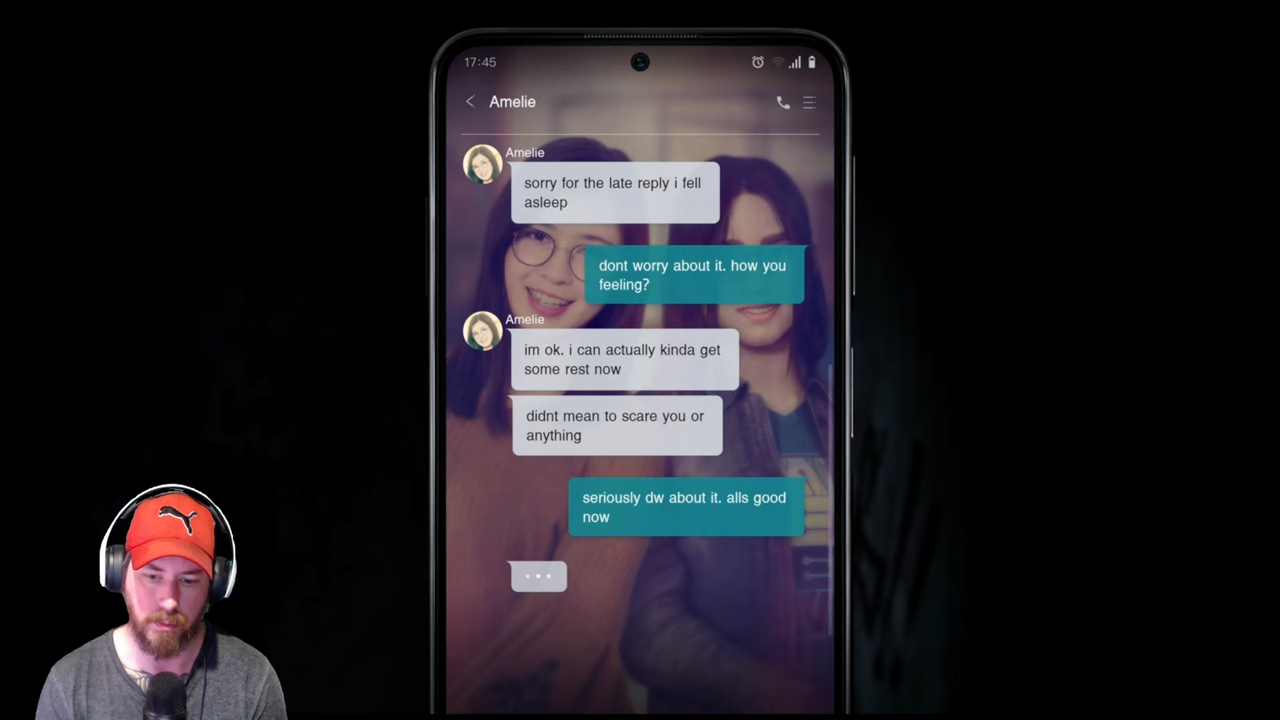 17:45
Amelie
Amelie
sorry for the late reply i fell
asleep
dont worry about it. how you
feeling?
Amelie
im ok. i can actually kinda get
some rest now
didnt mean to scare you or
anything
seriously dw about it. alls good
now